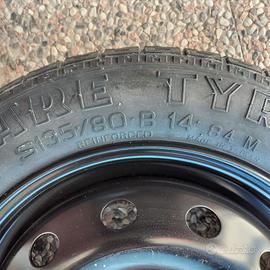 ARE TYR
S135/80-B 14" 84 M
REINFORCED